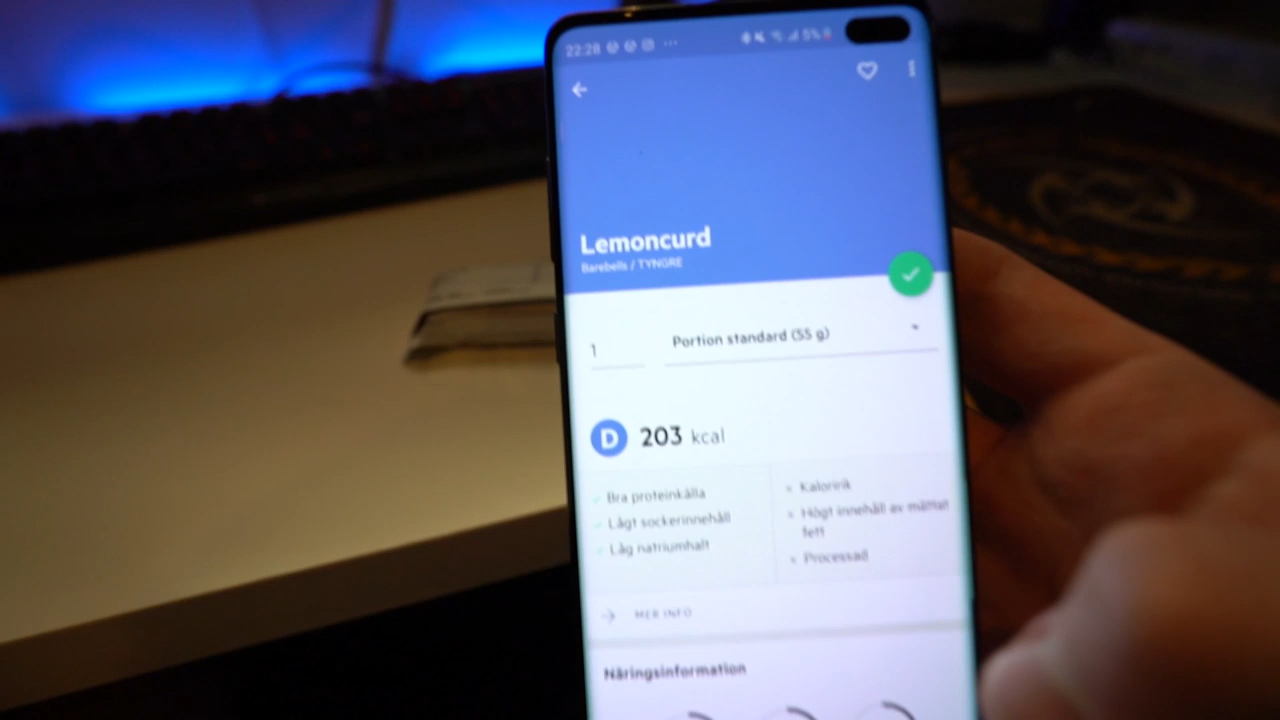 22:28 ... 5%
Lemoncurd
Barebells / TYNGRE
1
Portion standard (55 g)
D 203 kcal
Bra proteinkälla
Lågt sockerinnehåll
Låg natriumhalt
Kaloririk
Högt innehåll av mättat
fett
Processad
MER INFO
Näringsinformation